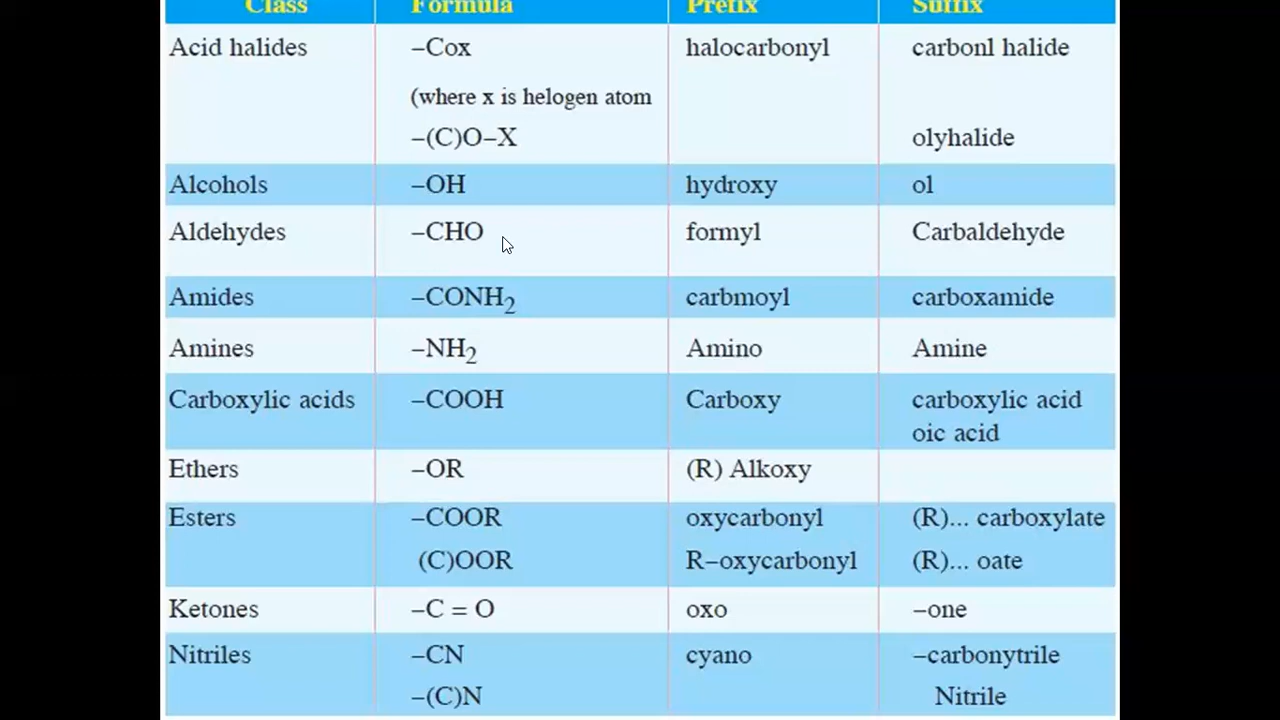 Class Formula Prefix Suffix
Acid halides –Cox halocarbonyl carbonl halide
(where x is helogen atom
–(C)O–X olyhalide
Alcohols –OH hydroxy ol
Aldehydes –CHO formyl Carbaldehyde
Amides –CONH₂ carbmoyl carboxamide
Amines –NH₂ Amino Amine
Carboxylic acids –COOH Carboxy carboxylic acid
oic acid
Ethers –OR (R) Alkoxy
Esters –COOR oxycarbonyl (R)... carboxylate
(C)OOR R–oxycarbonyl (R)... oate
Ketones –C = O oxo –one
Nitriles –CN cyano –carbonytrile
–(C)N Nitrile